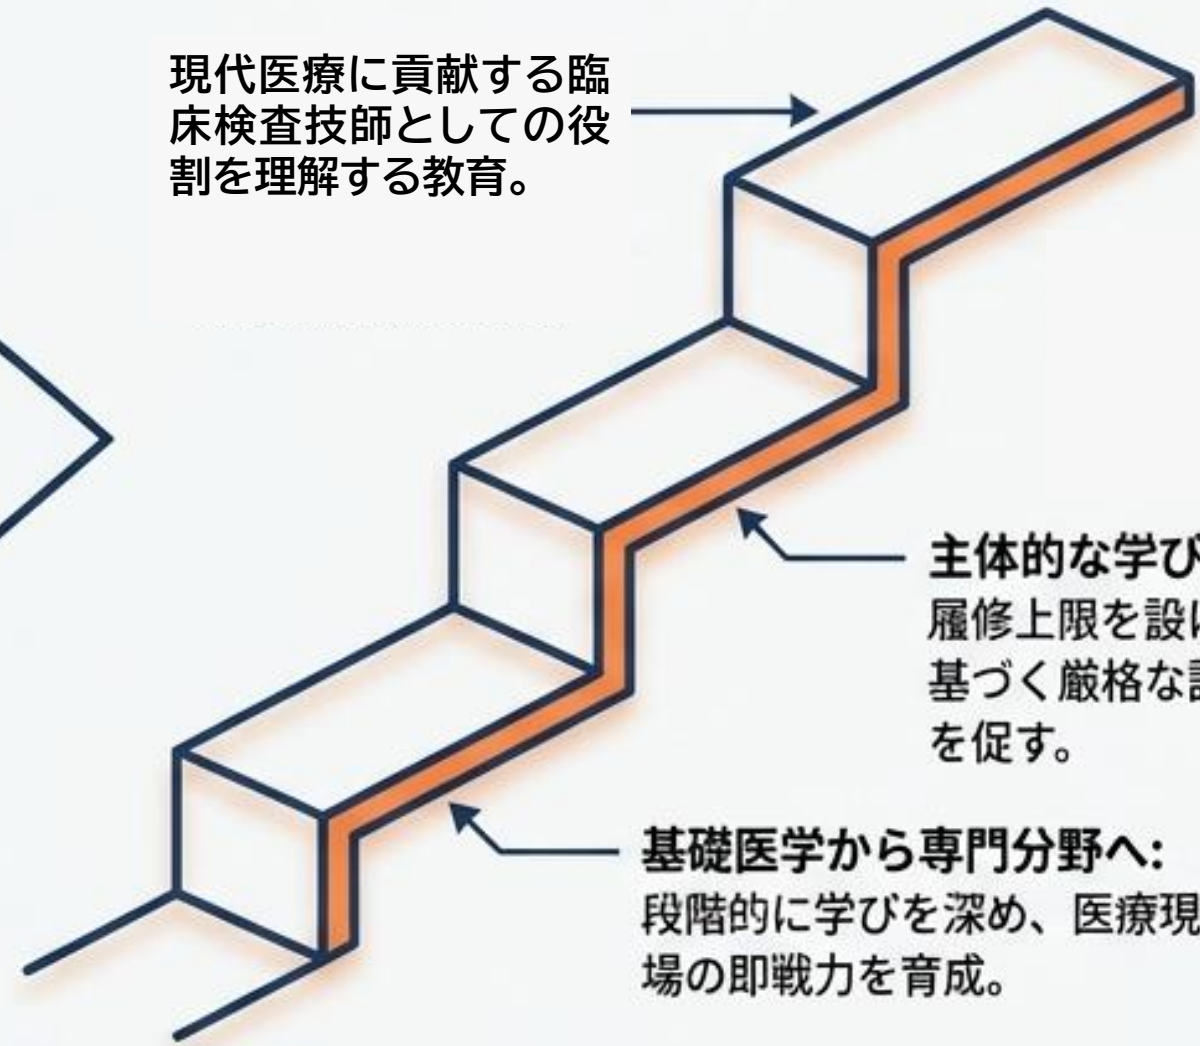 現代医療に貢献する臨
床検査技師としての役
割を理解する教育。
主体的な学び
履修上限を設
基づく厳格な
を促す。
基礎医学から専門分野へ:
段階的に学びを深め、医療現
場の即戦力を育成。